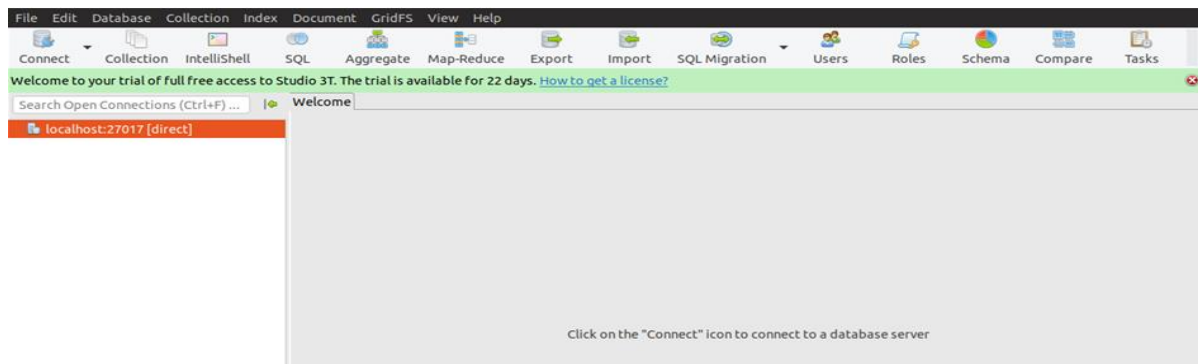 File Edit Database Collection Index Document GridFS View Help
Connect Collection IntelliShell SQL Aggregate Map-Reduce Export Import SQL Migration Users Roles Schema Compare Tasks
Welcome to your trial of full free access to Studio 3T. The trial is available for 22 days. How to get a license?
Search Open Connections (Ctrl+F) ... Welcome
localhost:27017 [direct]
Click on the "Connect" icon to connect to a database server